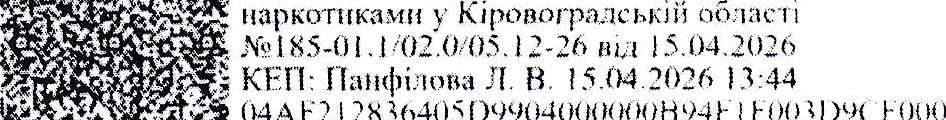 наркотиками у Кіровоградській області
№185-01.1/02.0/05.12-26 від 15.04.2026
КЕП: Панфілова Л. В. 15.04.2026 13:44
04AF212836405D9904000000B94F1F003D9CF000